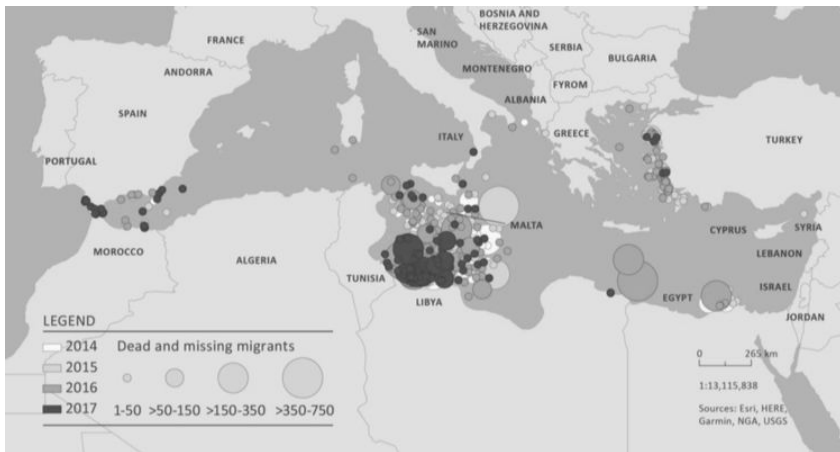 BOSNIA AND
HERZEGOVINA
FRANCE
SAN
MARINO
SERBIA
ANDORRA
MONTENEGRO
BULGARIA
FYROM
ALBANIA
SPAIN
ITALY
GREECE
TURKEY
PORTUGAL
MALTA
CYPRUS
SYRIA
MOROCCO
LEBANON
ALGERIA
TUNISIA
ISRAEL
LIBYA
EGYPT
JORDAN
LEGEND
2014
2015
2016
2017
Dead and missing migrants
1-50 >50-150 >150-350 >350-750
0 265 km
1:13,115,838
Sources: Esri, HERE,
Garmin, NGA, USGS